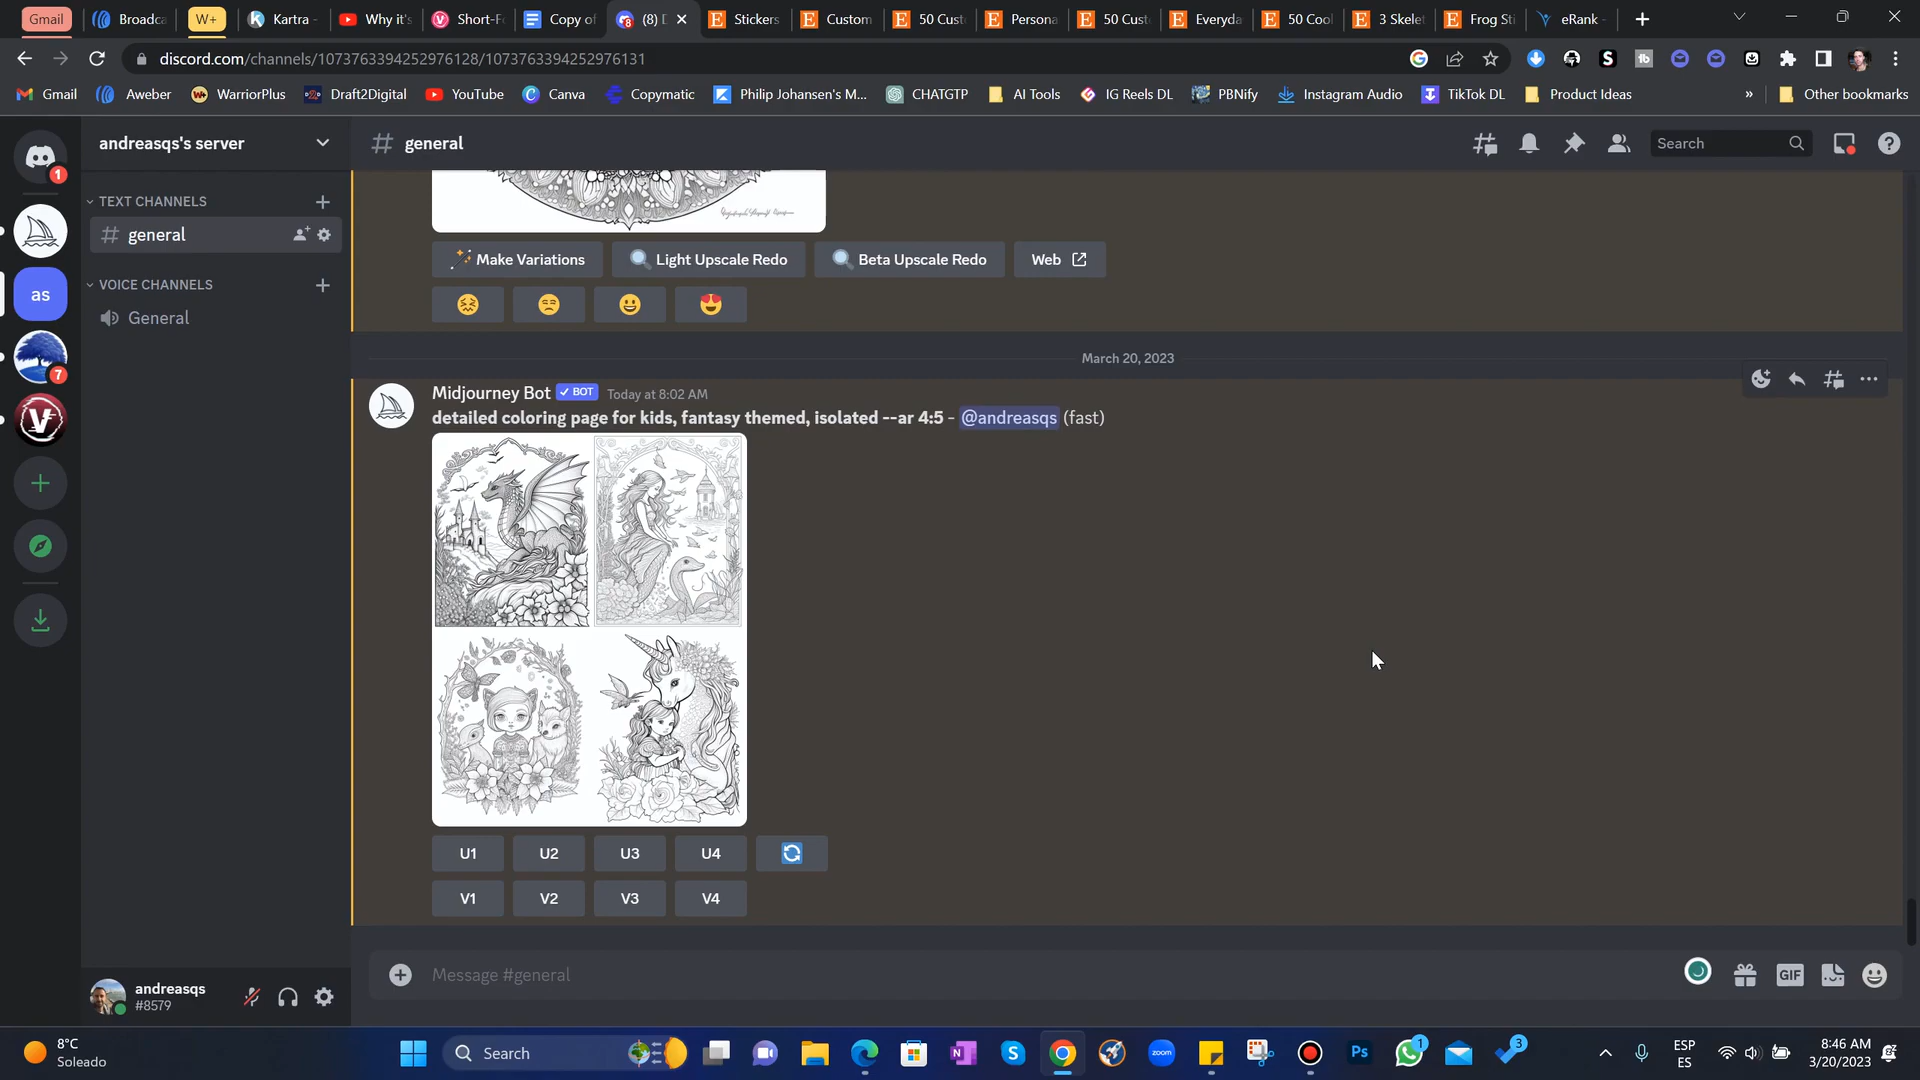 Gmail
Broadca
W+
Kartra -
Why it's
Short-F
Copy of
(8) D
Stickers
Custom
50 Cust
Persona
50 Cust
Everyda
50 Cool
3 Skelet
Frog Sti
eRank -
discord.com/channels/1073763394252976128/1073763394252976131
Gmail
Aweber
WarriorPlus
Draft2Digital
YouTube
Canva
Copymatic
Philip Johansen's M...
CHATGTP
AI Tools
IG Reels DL
PBNify
Instagram Audio
TikTok DL
Product Ideas
»
Other bookmarks
andreasqs's server
# general
Search
1
TEXT CHANNELS
# general
as
VOICE CHANNELS
General
7
Make Variations
Light Upscale Redo
Beta Upscale Redo
Web
March 20, 2023
Midjourney Bot ✓ BOT Today at 8:02 AM
detailed coloring page for kids, fantasy themed, isolated --ar 4:5 - @andreasqs (fast)
U1 U2 U3 U4
V1 V2 V3 V4
Message #general
GIF
andreasqs
#8579
8°C
Soleado
Search
zoom
Ps
1
3
ESP
ES
8:46 AM
3/20/2023